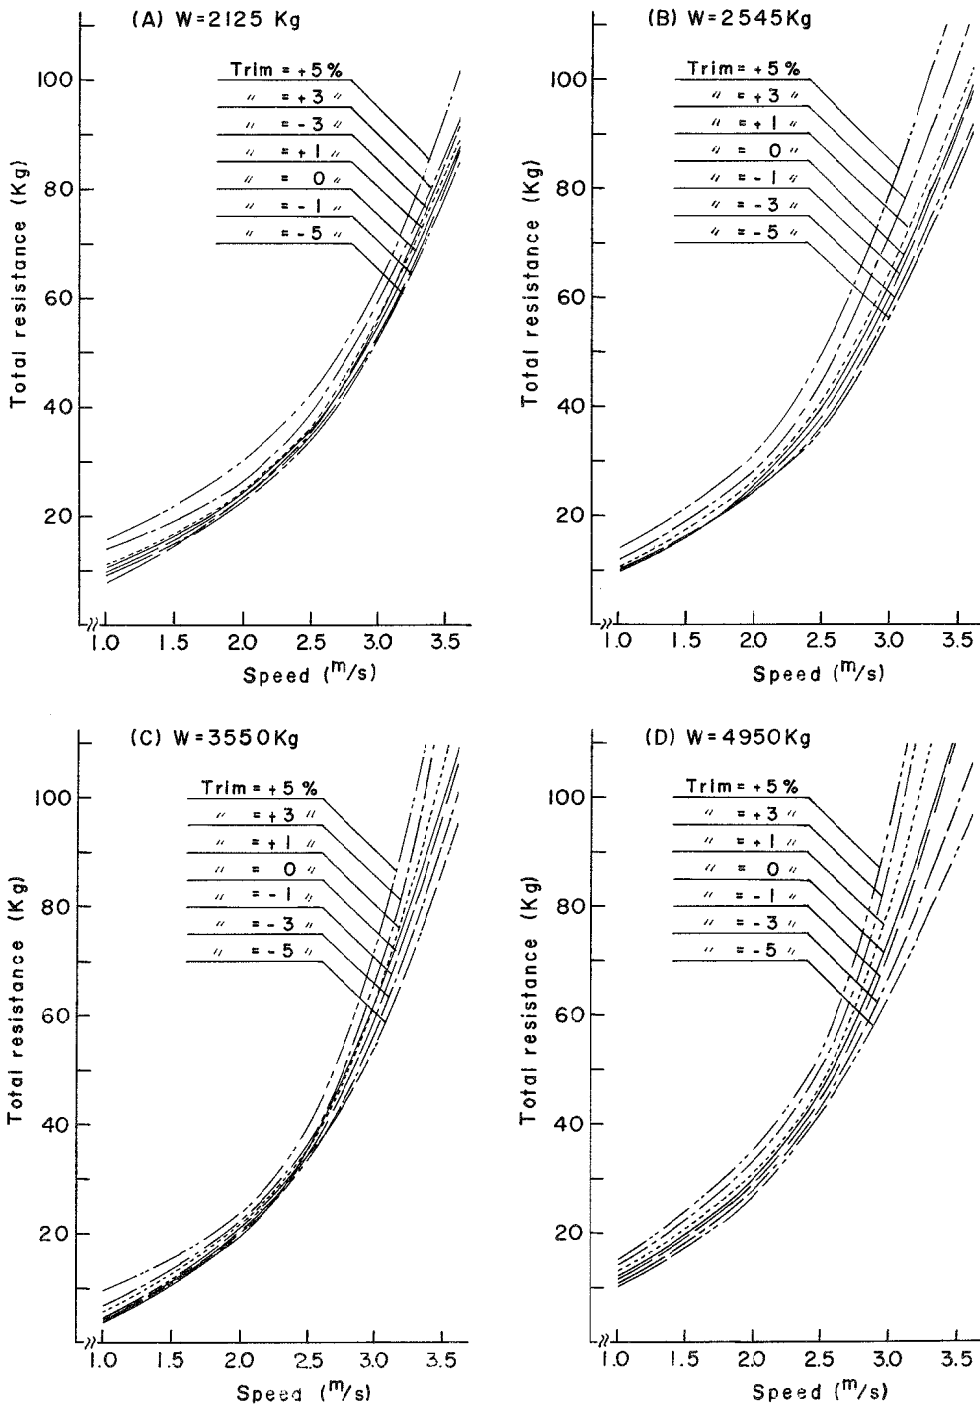 (A) W=2125 Kg
Trim = +5 %
〃 = +3 〃
〃 = -3 〃
〃 = +1 〃
〃 = 0 〃
〃 = -1 〃
〃 = -5 〃
100
80
60
40
20
Total resistance (Kg)
1.0 1.5 2.0 2.5 3.0 3.5
Speed (m/s)
(B) W=2545Kg
Trim = +5 %
〃 = +3 〃
〃 = +1 〃
〃 = 0 〃
〃 = -1 〃
〃 = -3 〃
〃 = -5 〃
100
80
60
40
20
Total resistance (Kg)
1.0 1.5 2.0 2.5 3.0 3.5
Speed (m/s)
(C) W=3550Kg
Trim = +5 %
〃 = +3 〃
〃 = +1 〃
〃 = 0 〃
〃 = -1 〃
〃 = -3 〃
〃 = -5 〃
100
80
60
40
20
Total resistance (Kg)
1.0 1.5 2.0 2.5 3.0 3.5
Speed (m/s)
(D) W=4950Kg
Trim = +5 %
〃 = +3 〃
〃 = +1 〃
〃 = 0 〃
〃 = -1 〃
〃 = -3 〃
〃 = -5 〃
100
80
60
40
20
Total resistance (Kg)
1.0 1.5 2.0 2.5 3.0 3.5
Speed (m/s)